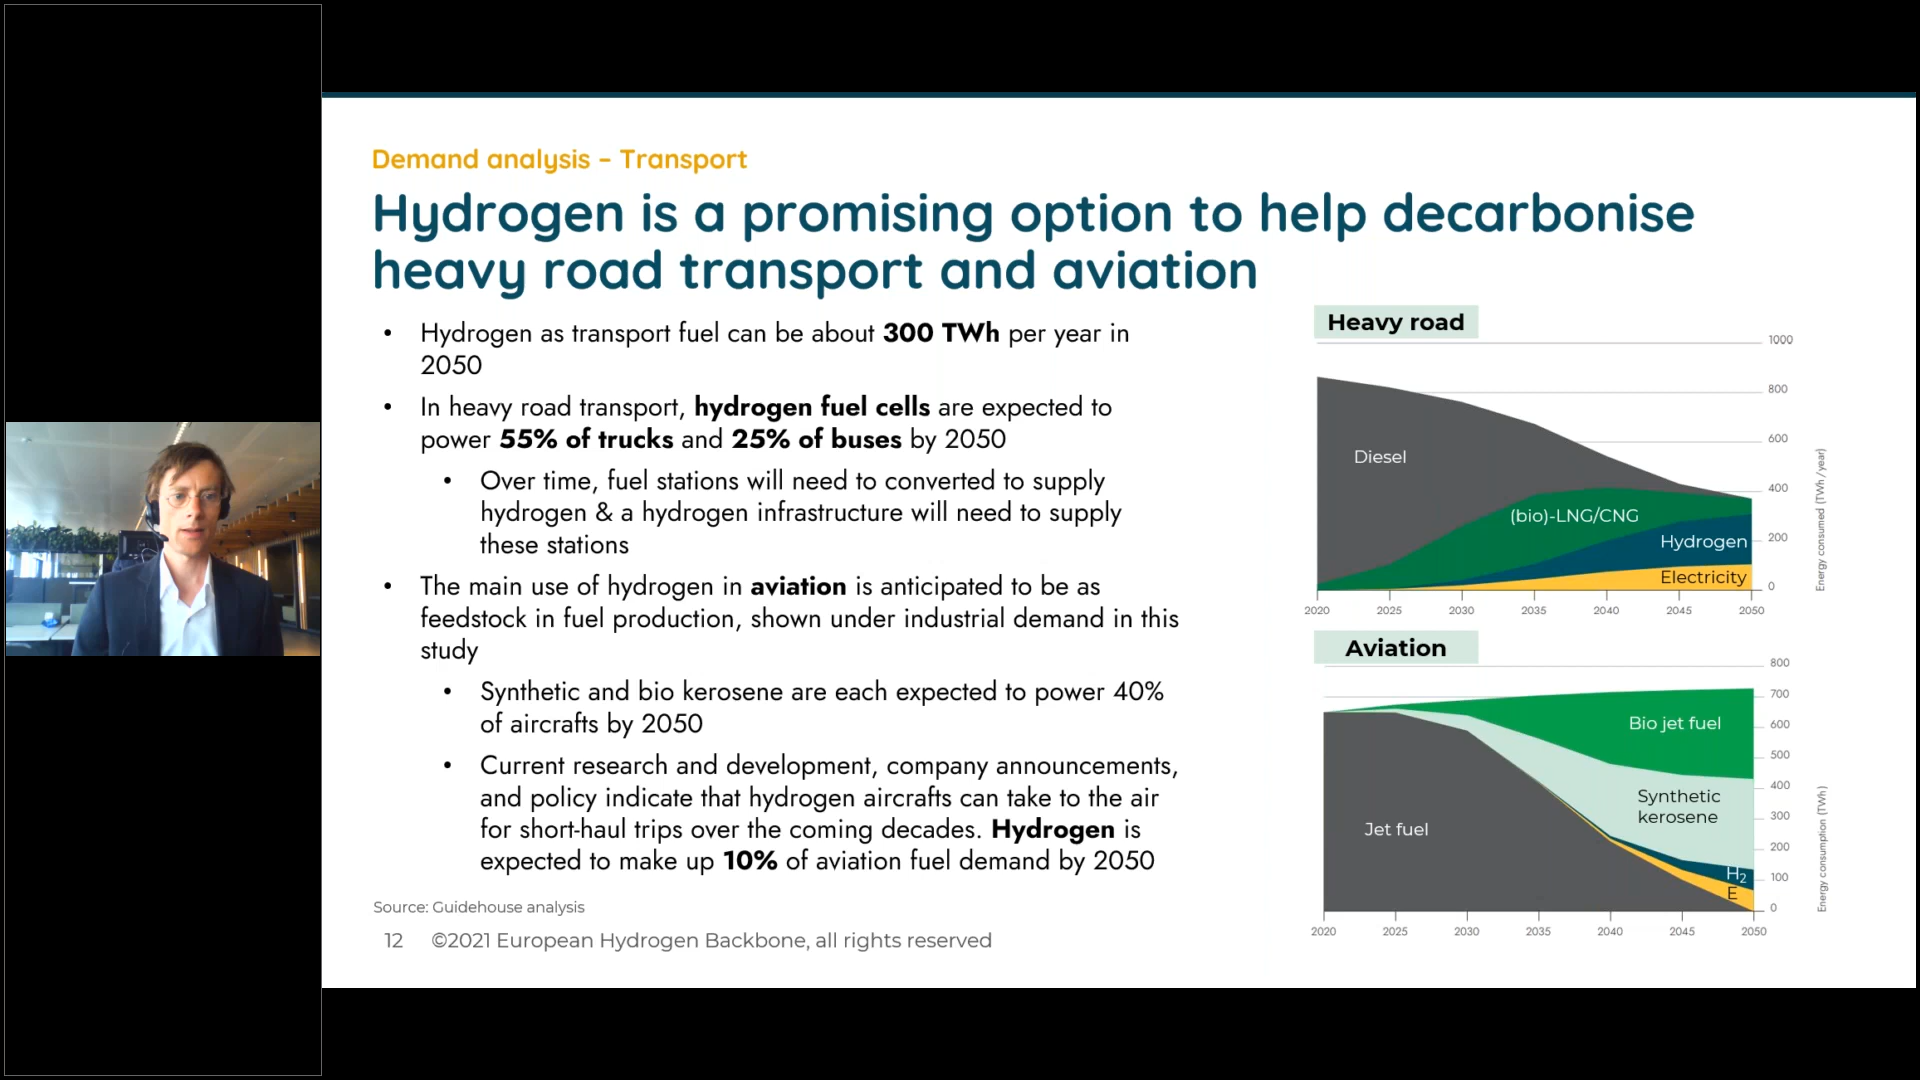 Demand analysis – Transport
Hydrogen is a promising option to help decarbonise
heavy road transport and aviation
• Hydrogen as transport fuel can be about 300 TWh per year in
2050
• In heavy road transport, hydrogen fuel cells are expected to
power 55% of trucks and 25% of buses by 2050
• Over time, fuel stations will need to converted to supply
hydrogen & a hydrogen infrastructure will need to supply
these stations
• The main use of hydrogen in aviation is anticipated to be as
feedstock in fuel production, shown under industrial demand in this
study
• Synthetic and bio kerosene are each expected to power 40%
of aircrafts by 2050
• Current research and development, company announcements,
and policy indicate that hydrogen aircrafts can take to the air
for short-haul trips over the coming decades. Hydrogen is
expected to make up 10% of aviation fuel demand by 2050
Source: Guidehouse analysis
12 ©2021 European Hydrogen Backbone, all rights reserved
Heavy road
1000
800
600
400
200
0
Energy consumed (TWh/year)
Diesel
(bio)-LNG/CNG
Hydrogen
Electricity
2020 2025 2030 2035 2040 2045 2050
Aviation
800
700
600
500
400
300
200
100
0
Energy consumption (TWh)
Bio jet fuel
Synthetic
kerosene
Jet fuel
H2
E
2020 2025 2030 2035 2040 2045 2050